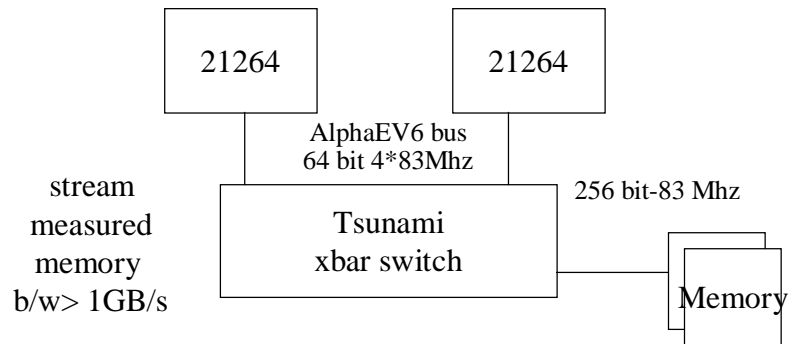 21264
21264
AlphaEV6 bus
64 bit 4*83Mhz
256 bit-83 Mhz
stream
measured
memory
b/w> 1GB/s
Tsunami
xbar switch
Memory